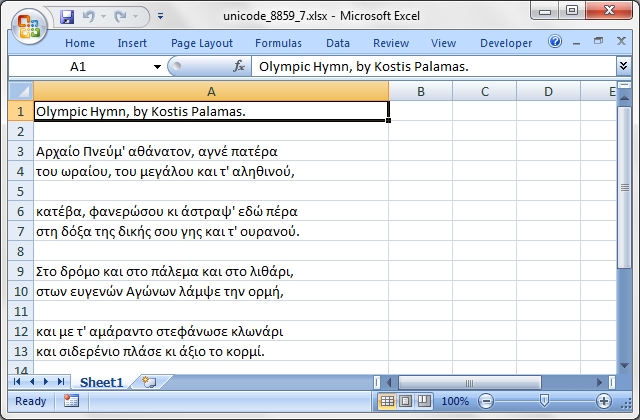 unicode_8859_7.xlsx - Microsoft Excel
Home Insert Page Layout Formulas Data Review View Developer
A1 fx Olympic Hymn, by Kostis Palamas.
A B C D E
1 Olympic Hymn, by Kostis Palamas.
2
3 Αρχαίο Πνεύμ' αθάνατον, αγνέ πατέρα
4 του ωραίου, του μεγάλου και τ' αληθινού,
5
6 κατέβα, φανερώσου κι άστραψ' εδώ πέρα
7 στη δόξα της δικής σου γης και τ' ουρανού.
8
9 Στο δρόμο και στο πάλεμα και στο λιθάρι,
10 στων ευγενών Αγώνων λάμψε την ορμή,
11
12 και με τ' αμάραντο στεφάνωσε κλωνάρι
13 και σιδερένιο πλάσε κι άξιο το κορμί.
14
Sheet1
Ready 100%